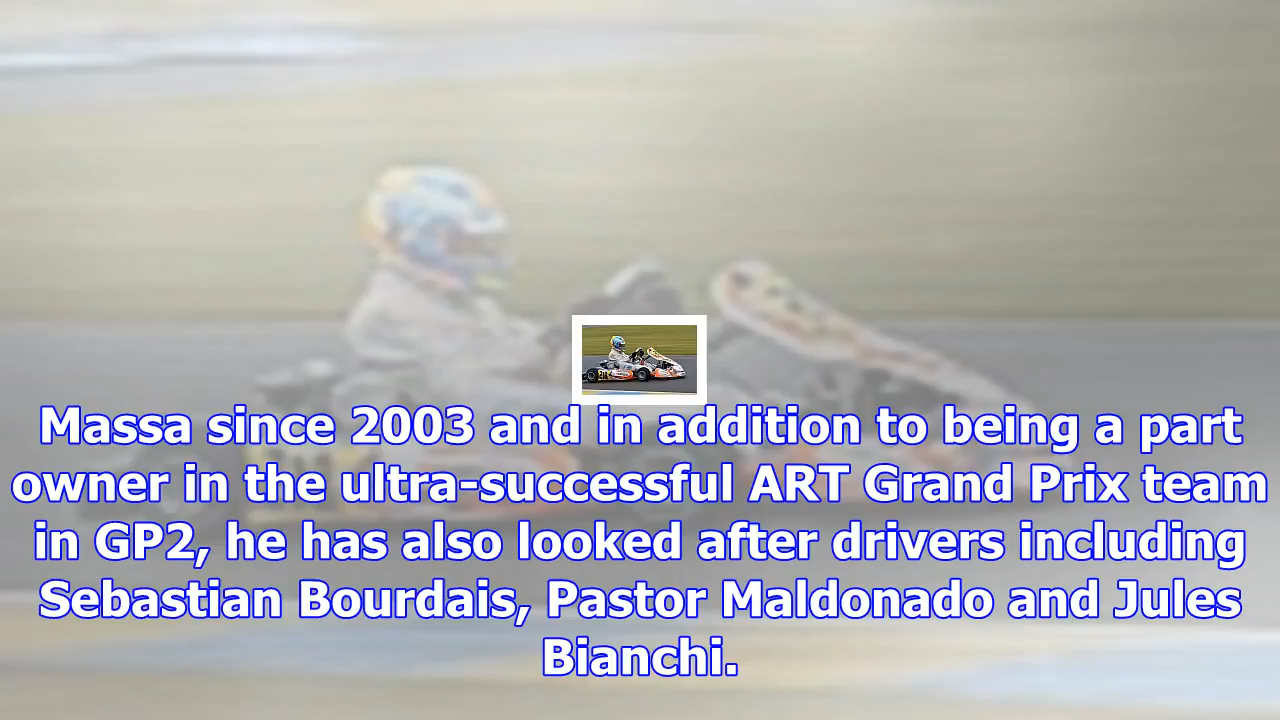 Massa since 2003 and in addition to being a part
owner in the ultra-successful ART Grand Prix team
in GP2, he has also looked after drivers including
Sebastian Bourdais, Pastor Maldonado and Jules
Bianchi.